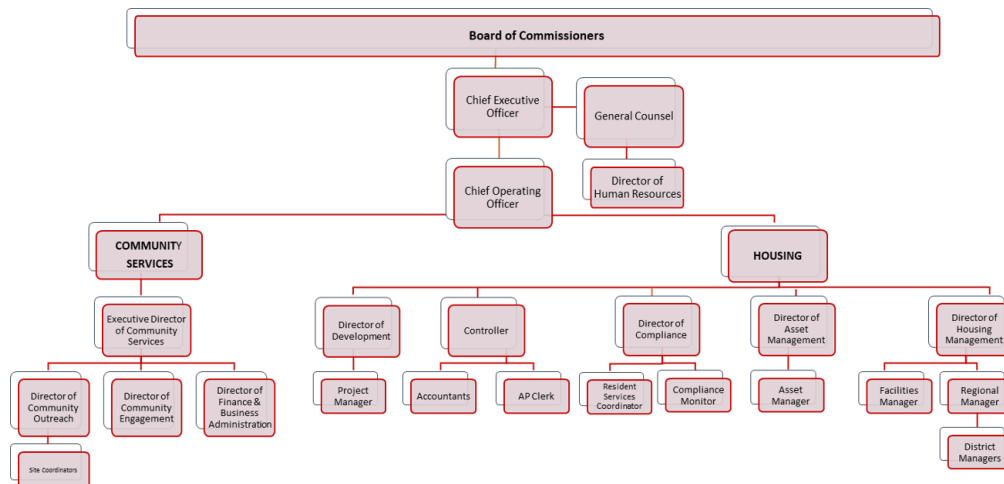 Board of Commissioners
Chief Executive
Officer
General Counsel
Chief Operating
Officer
Director of
Human Resources
COMMUNITY
SERVICES
HOUSING
Executive Director
of Community
Services
Director of
Development
Controller
Director of
Compliance
Director of
Asset
Management
Director of
Housing
Management
Director of
Community
Outreach
Director of
Community
Engagement
Director of
Finance &
Business
Administration
Project
Manager
Accountants
AP Clerk
Resident
Services
Coordinator
Compliance
Monitor
Asset
Manager
Facilities
Manager
Regional
Manager
Site Coordinators
District
Managers